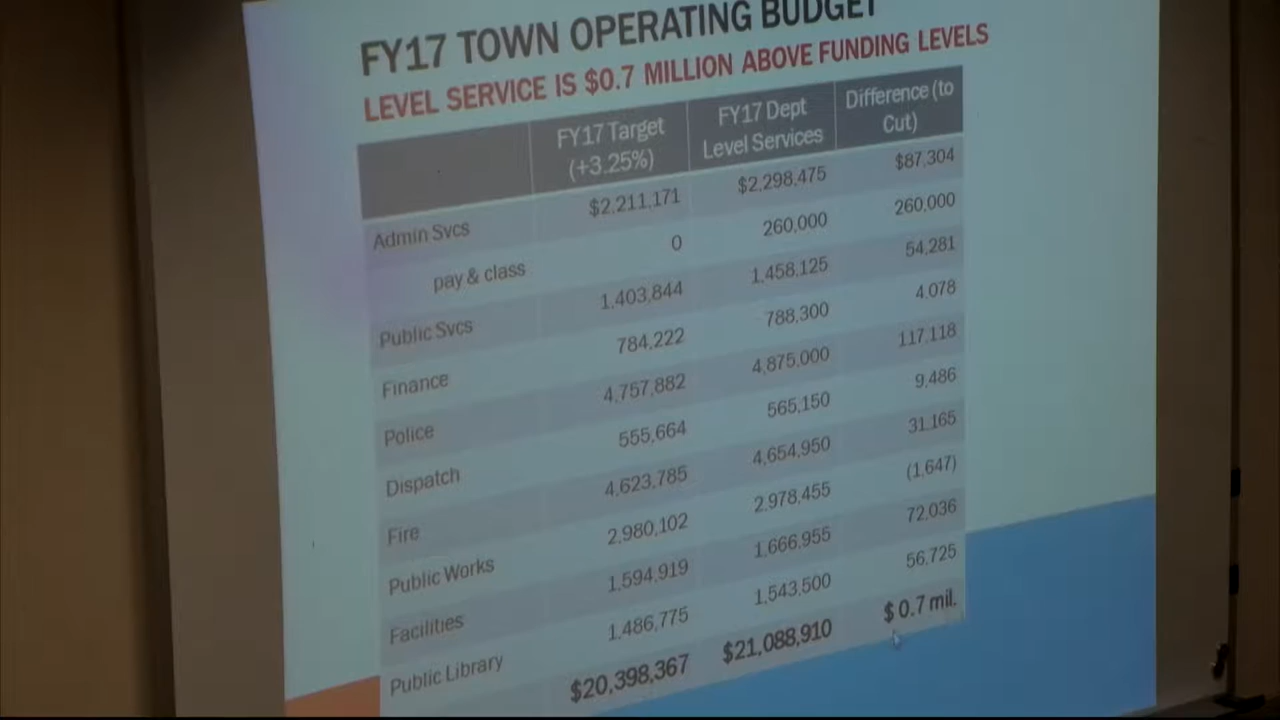 FY17 TOWN OPERATING BUDGET
LEVEL SERVICE IS $0.7 MILLION ABOVE FUNDING LEVELS
FY17 Target (+3.25%) FY17 Dept Level Services Difference (to Cut)
Admin Svcs $2,211,171 $2,298,475 $87,304
pay & class 0 260,000 260,000
Public Svcs 1,403,844 1,458,125 54,281
Finance 784,222 788,300 4,078
Police 4,757,882 4,875,000 117,118
Dispatch 555,664 565,150 9,486
Fire 4,623,785 4,654,950 31,165
Public Works 2,980,102 2,978,455 (1,647)
Facilities 1,594,919 1,666,955 72,036
Public Library 1,486,775 1,543,500 56,725
$20,398,367 $21,088,910 $ 0.7 mil.